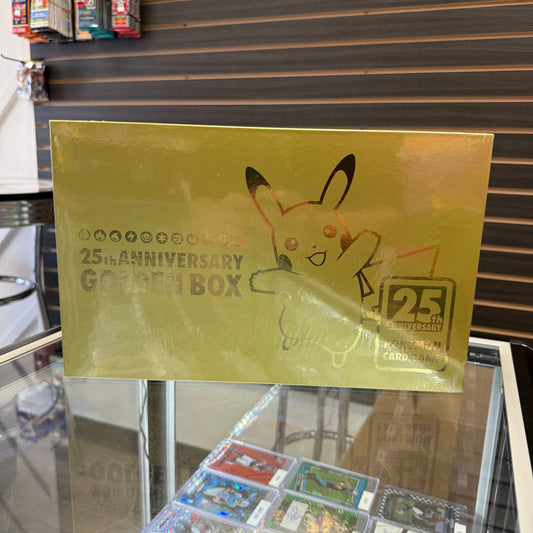 25th ANNIVERSARY
GOLDEN BOX
25th
ANNIVERSARY
POKÉMON
CARD GAME